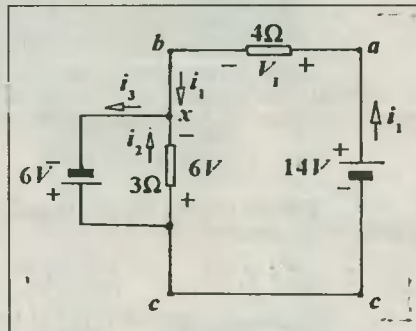 4Ω
b a
− V₁ +
i₃ i₁
x i₁
−
i₂
6V − 6V 14V +
3Ω
+ + −
c c